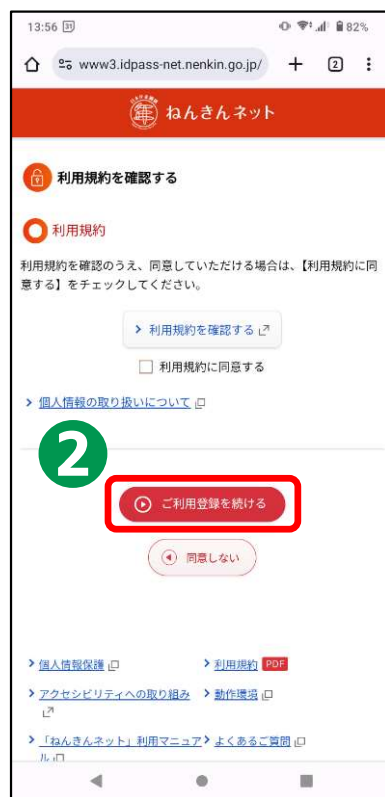 13:56 31 82%
www3.idpass-net.nenkin.go.jp/ 2
ねんきんネット
利用規約を確認する
利用規約
利用規約を確認のうえ、同意していただける場合は、【利用規約に同
意する】をチェックしてください。
利用規約を確認する
利用規約に同意する
個人情報の取り扱いについて
2
ご利用登録を続ける
同意しない
個人情報保護 利用規約 PDF
アクセシビリティへの取り組み 動作環境
「ねんきんネット」利用マニュア よくあるご質問
ル